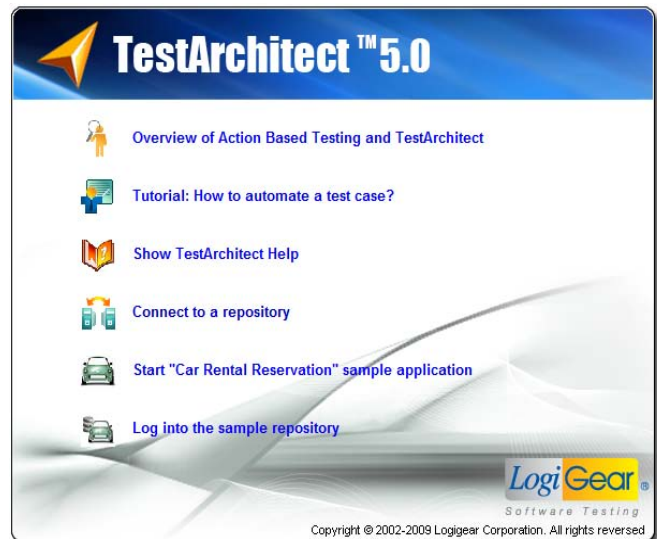 TestArchitect ™5.0
Overview of Action Based Testing and TestArchitect
Tutorial: How to automate a test case?
Show TestArchitect Help
Connect to a repository
Start "Car Rental Reservation" sample application
Log into the sample repository
LogiGear ®
Software Testing
Copyright © 2002-2009 Logigear Corporation. All rights reversed